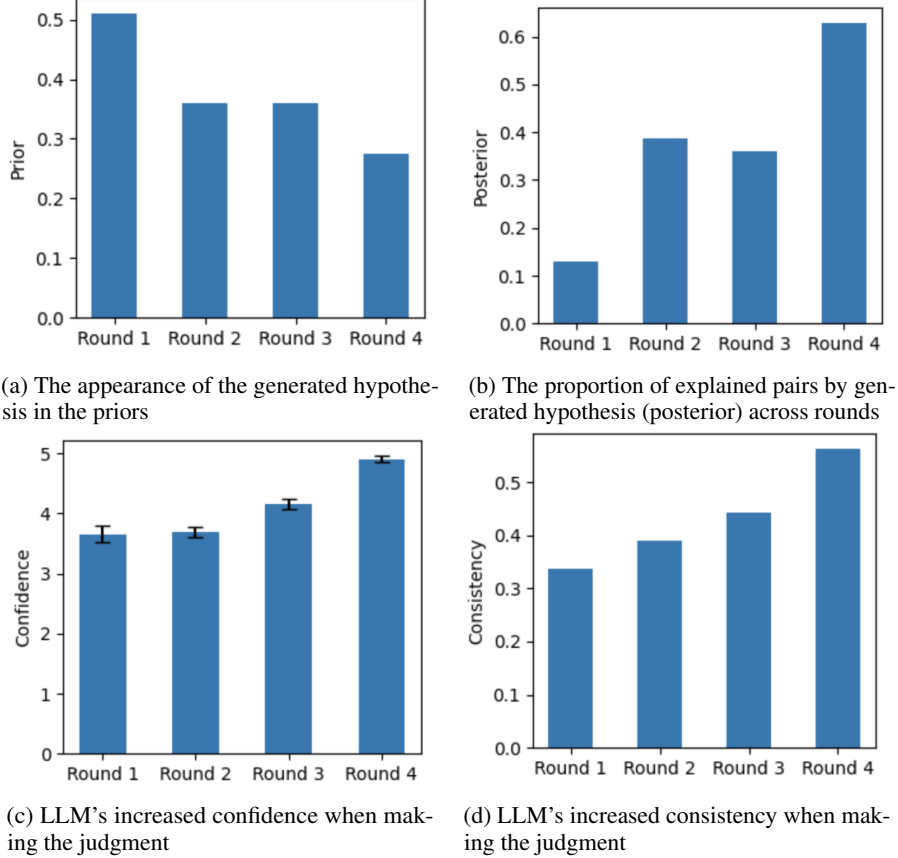 0.5
0.4
0.3
0.2
0.1
0.0
Prior
Round 1 Round 2 Round 3 Round 4
(a) The appearance of the generated hypothe-
sis in the priors
0.6
0.5
0.4
0.3
0.2
0.1
0.0
Posterior
Round 1 Round 2 Round 3 Round 4
(b) The proportion of explained pairs by gen-
erated hypothesis (posterior) across rounds
5
4
3
2
1
0
Confidence
Round 1 Round 2 Round 3 Round 4
(c) LLM's increased confidence when mak-
ing the judgment
0.5
0.4
0.3
0.2
0.1
0.0
Consistency
Round 1 Round 2 Round 3 Round 4
(d) LLM's increased consistency when mak-
ing the judgment